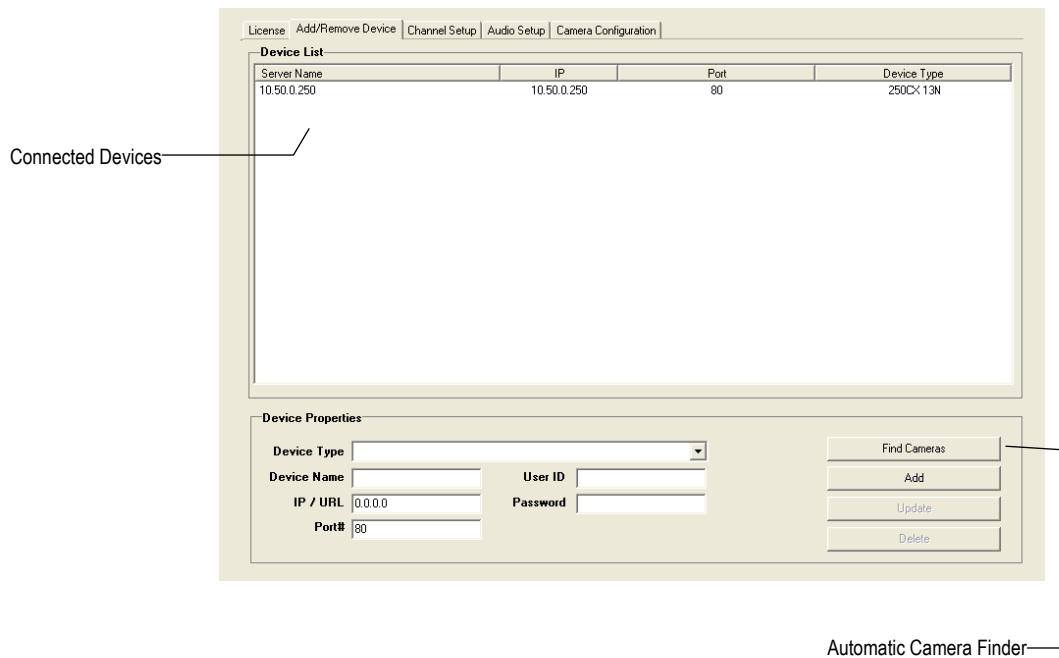 License Add/Remove Device Channel Setup Audio Setup Camera Configuration
Device List
Server Name IP Port Device Type
10.50.0.250 10.50.0.250 80 250CX 13N
Connected Devices
Device Properties
Device Type Find Cameras
Device Name User ID Add
IP / URL 0.0.0.0 Password Update
Port# 80 Delete
Automatic Camera Finder